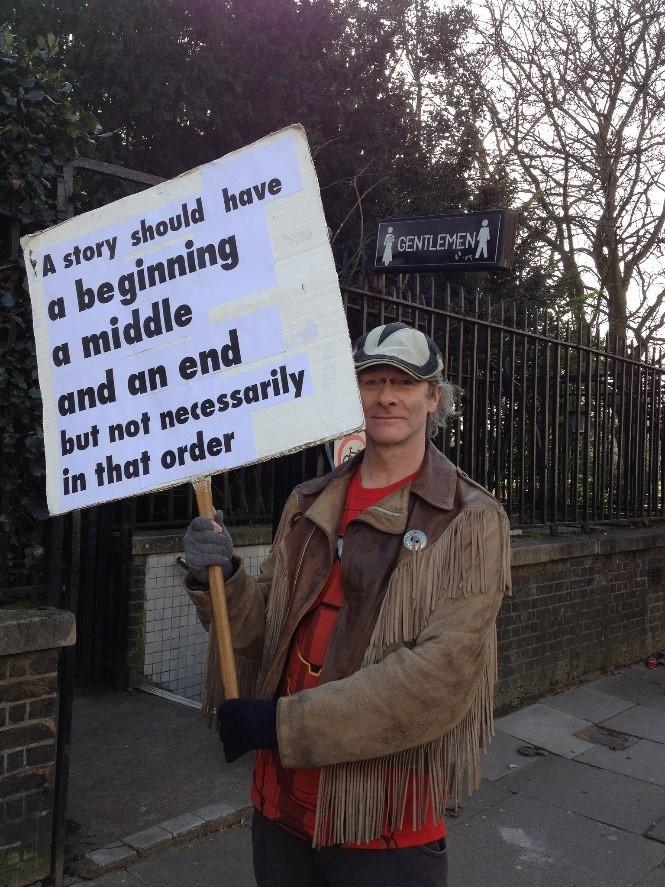 A story should have
a beginning
a middle
and an end
but not necessarily
in that order
GENTLEMEN